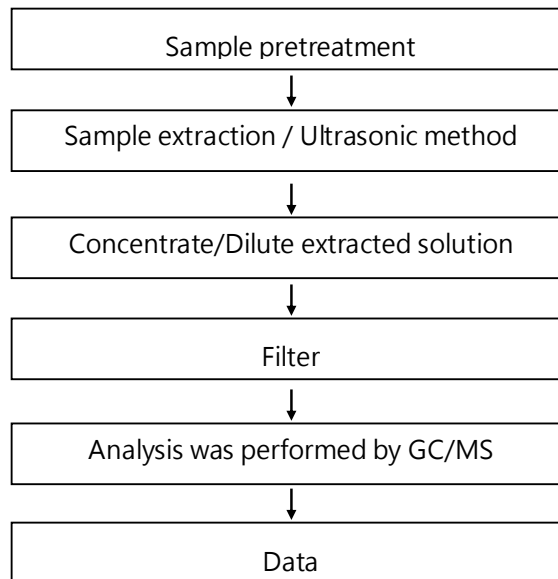 Sample pretreatment
Sample extraction / Ultrasonic method
Concentrate/Dilute extracted solution
Filter
Analysis was performed by GC/MS
Data